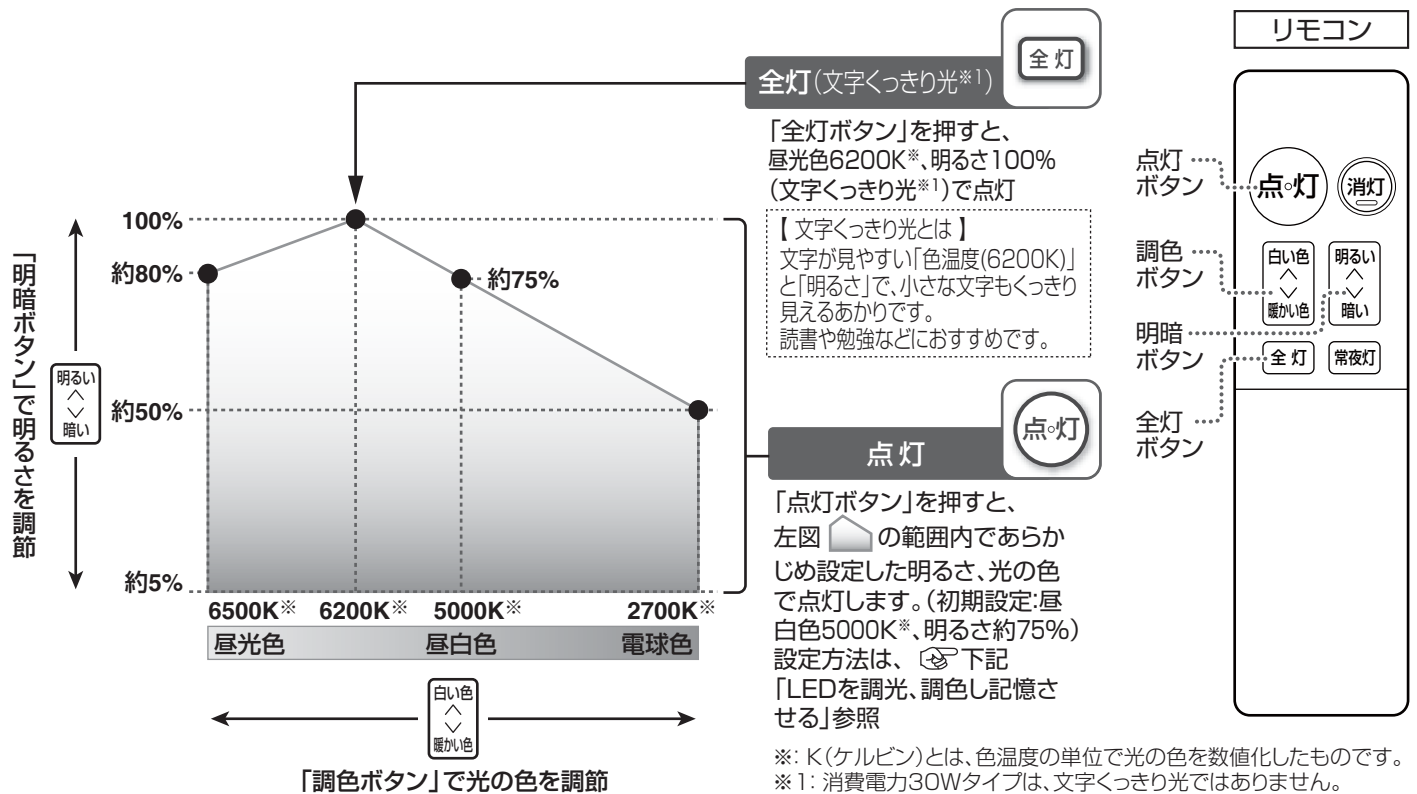 リモコン
全灯
全灯(文字くっきり光※1)
「全灯ボタン」を押すと、
昼光色6200K※、明るさ100%
(文字くっきり光※1)で点灯
【 文字くっきり光とは 】
文字が見やすい「色温度(6200K)」
と「明るさ」で、小さな文字もくっきり
見えるあかりです。
読書や勉強などにおすすめです。
点灯
点灯
「点灯ボタン」を押すと、
左図 の範囲内であらか
じめ設定した明るさ、光の色
で点灯します。(初期設定:昼
白色5000K※、明るさ約75%)
設定方法は、 下記
「LEDを調光、調色し記憶さ
せる」参照
「明暗ボタン」で明るさを調節
明るい
暗い
100%
約80%
約75%
約50%
約5%
6500K※ 6200K※ 5000K※ 2700K※
昼光色 昼白色 電球色
白い色
暖かい色
「調色ボタン」で光の色を調節
点灯
ボタン
調色
ボタン
明暗
ボタン
全灯
ボタン
点灯 消灯
白い色 明るい
暖かい色 暗い
全灯 常夜灯
※: K(ケルビン)とは、色温度の単位で光の色を数値化したものです。
※1: 消費電力30Wタイプは、文字くっきり光ではありません。